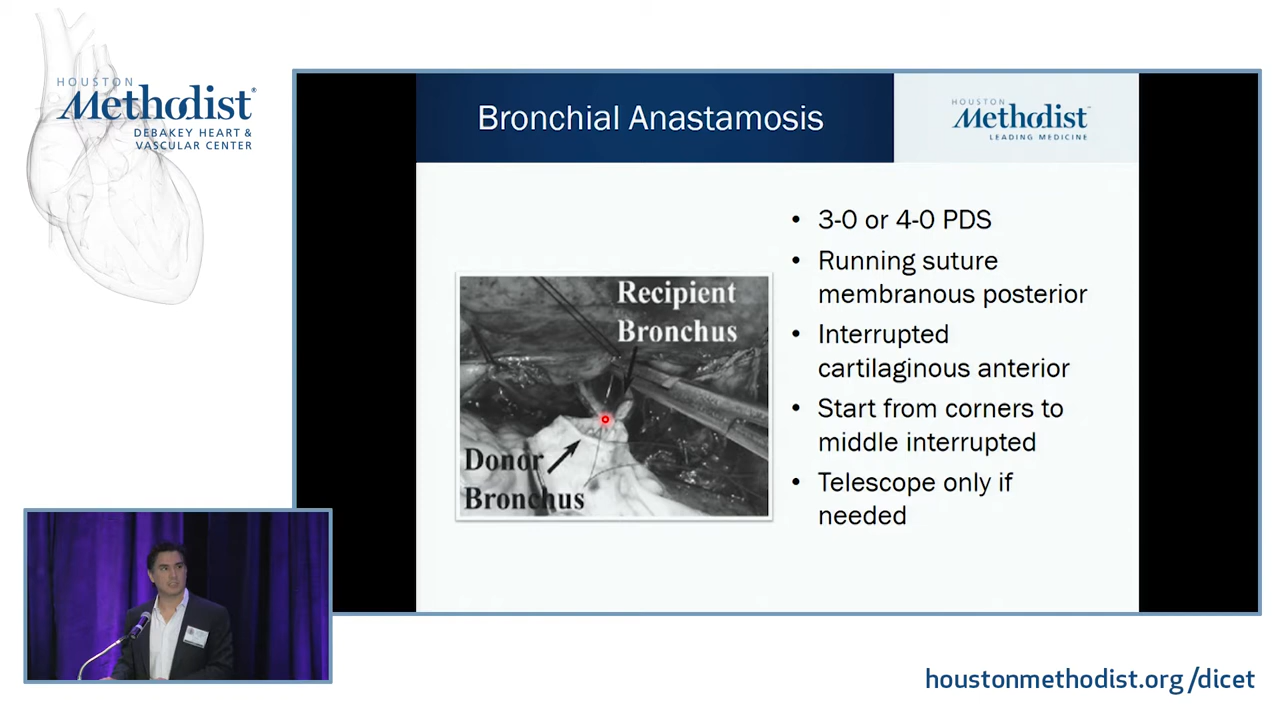 HOUSTON
Methodist®
DEBAKEY HEART &
VASCULAR CENTER
Bronchial Anastamosis
HOUSTON
Methodist™
LEADING MEDICINE
Recipient
Bronchus
Donor
Bronchus
• 3-0 or 4-0 PDS
• Running suture
membranous posterior
• Interrupted
cartilaginous anterior
• Start from corners to
middle interrupted
• Telescope only if
needed
houstonmethodist.org/dicet